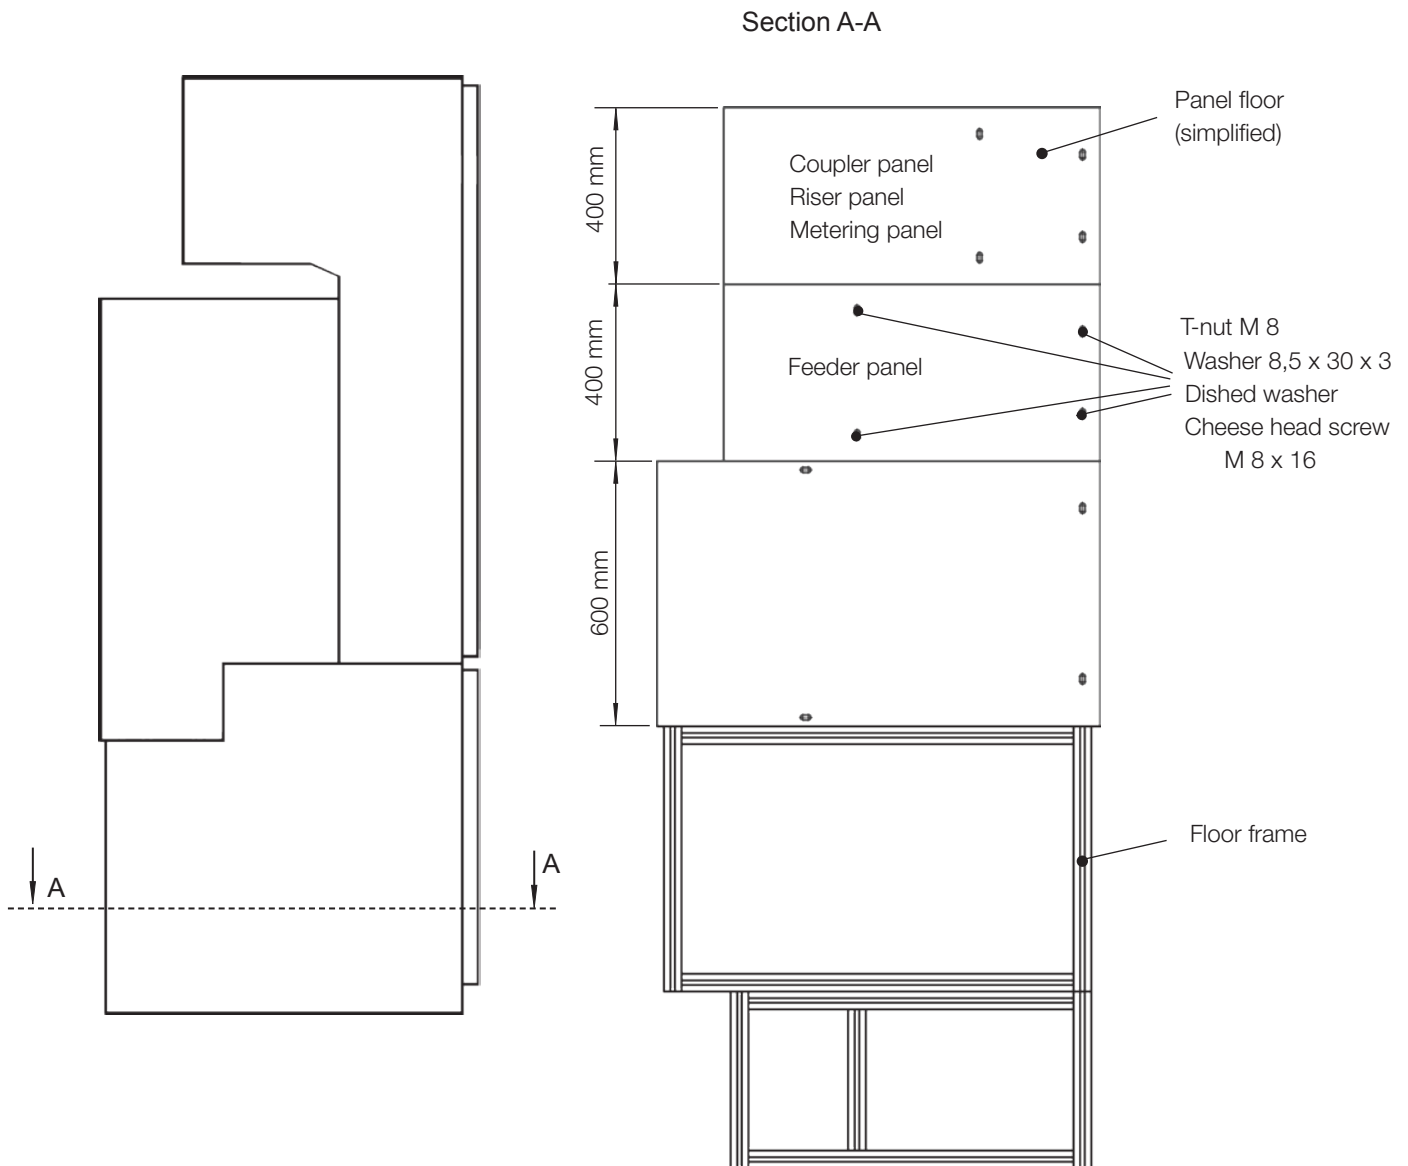 Section A-A
Panel floor
(simplified)
Coupler panel
Riser panel
Metering panel
400 mm
T-nut M 8
Washer 8,5 x 30 x 3
Dished washer
Cheese head screw
M 8 x 16
Feeder panel
400 mm
600 mm
Floor frame
A
A